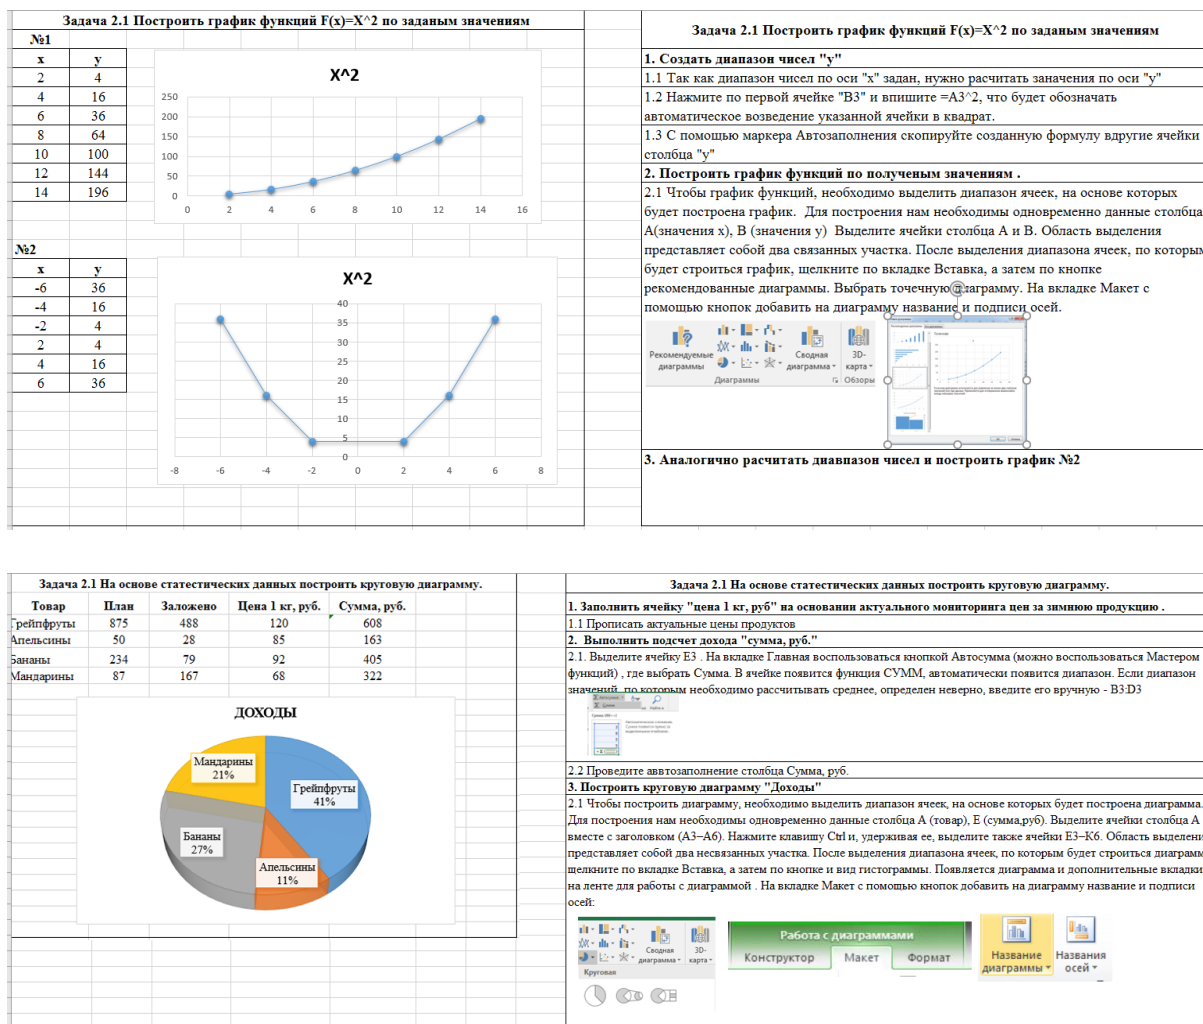 Задача 2.1 Построить график функций F(x)=X^2 по заданым значениям
№1
x y
2 4
4 16
6 36
8 64
10 100
12 144
14 196
X^2
250
200
150
100
50
0
0 2 4 6 8 10 12 14 16
№2
x y
-6 36
-4 16
-2 4
2 4
4 16
6 36
X^2
40
35
30
25
20
15
10
5
0
-8 -6 -4 -2 0 2 4 6 8
Задача 2.1 Построить график функций F(x)=X^2 по заданым значениям
1. Создать диапазон чисел "y"
1.1 Так как диапазон чисел по оси "x" задан, нужно расчитать заначения по оси "y"
1.2 Нажмите по первой ячейке "B3" и впишите =A3^2, что будет обозначать
автоматическое возведение указанной ячейки в квадрат.
1.3 С помощью маркера Автозаполнения скопируйте созданную формулу вдругие ячейки
столбца "y"
2. Построить график функций по полученым значениям .
2.1 Чтобы график функций, необходимо выделить диапазон ячеек, на основе которых
будет построена график. Для построения нам необходимы одновременно данные столбца
A(значения x), B (значения y) Выделите ячейки столбца A и B. Область выделения
представляет собой два связанных участка. После выделения диапазона ячеек, по которым
будет строиться график, щелкните по вкладке Вставка, а затем по кнопке
рекомендованные диаграммы. Выбрать точечную диаграмму. На вкладке Макет с
помощью кнопок добавить на диаграмму название и подписи осей.
Рекомендуемые
диаграммы
Сводная
диаграмма
3D-
карта
Диаграммы Обзоры
3. Аналогично расчитать диавпазон чисел и построить график №2
Задача 2.1 На основе статестических данных построить круговую диаграмму.
Товар План Заложено Цена 1 кг, руб. Сумма, руб.
Грейпфруты 875 488 120 608
Апельсины 50 28 85 163
Бананы 234 79 92 405
Мандарины 87 167 68 322
ДОХОДЫ
Мандарины
21%
Грейпфруты
41%
Бананы
27%
Апельсины
11%
Задача 2.1 На основе статестических данных построить круговую диаграмму.
1. Заполнить ячейку "цена 1 кг, руб" на основании актуального мониторинга цен за зимнюю продукцию .
1.1 Прописать актуальные цены продуктов
2. Выполнить подсчет дохода "сумма, руб."
2.1. Выделите ячейку E3 . На вкладке Главная воспользоваться кнопкой Автосумма (можно воспользоваться Мастером
функций) , где выбрать Сумма. В ячейке появится функция СУММ, автоматически появится диапазон. Если диапазон
значений, по которым необходимо рассчитывать среднее, определен неверно, введите его вручную - B3:D3
2.2 Проведите аввтозаполнение столбца Сумма, руб.
3. Построить круговую диаграмму "Доходы"
2.1 Чтобы построить диаграмму, необходимо выделить диапазон ячеек, на основе которых будет построена диаграмма.
Для построения нам необходимы одновременно данные столбца A (товар), E (сумма,руб). Выделите ячейки столбца A
вместе с заголовком (A3–A6). Нажмите клавишу Ctrl и, удерживая ее, выделите также ячейки E3–K6. Область выделени
представляет собой два несвязанных участка. После выделения диапазона ячеек, по которым будет строиться диаграмм
щелкните по вкладке Вставка, а затем по кнопке и вид гистограммы. Появляется диаграмма и дополнительные вкладки
на ленте для работы с диаграммой . На вкладке Макет с помощью кнопок добавить на диаграмму название и подписи
осей:
Сводная
диаграмма
3D-
карта
Круговая
Работа с диаграммами
Конструктор Макет Формат
Название
диаграммы
Названия
осей